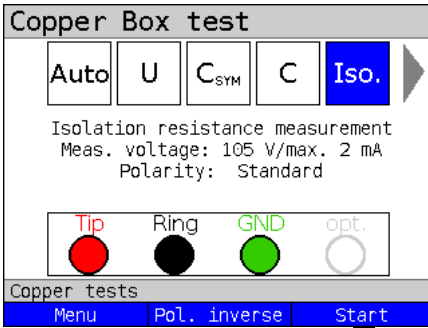 Copper Box test
Auto U CSYM C Iso.
Isolation resistance measurement
Meas. voltage: 105 V/max. 2 mA
Polarity: Standard
Tip Ring GND opt.
Copper tests
Menu Pol. inverse Start